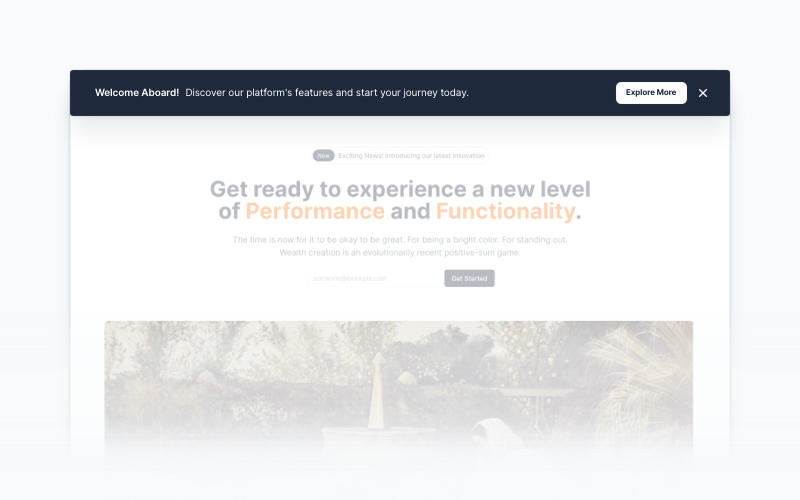 Welcome Aboard! Discover our platform's features and start your journey today.
Explore More
New Exciting News! Introducing our latest innovation
Get ready to experience a new level
of Performance and Functionality.
The time is now for it to be okay to be great. For being a bright color. For standing out.
Wealth creation is an evolutionarily recent positive-sum game.
someone@example.com
Get Started